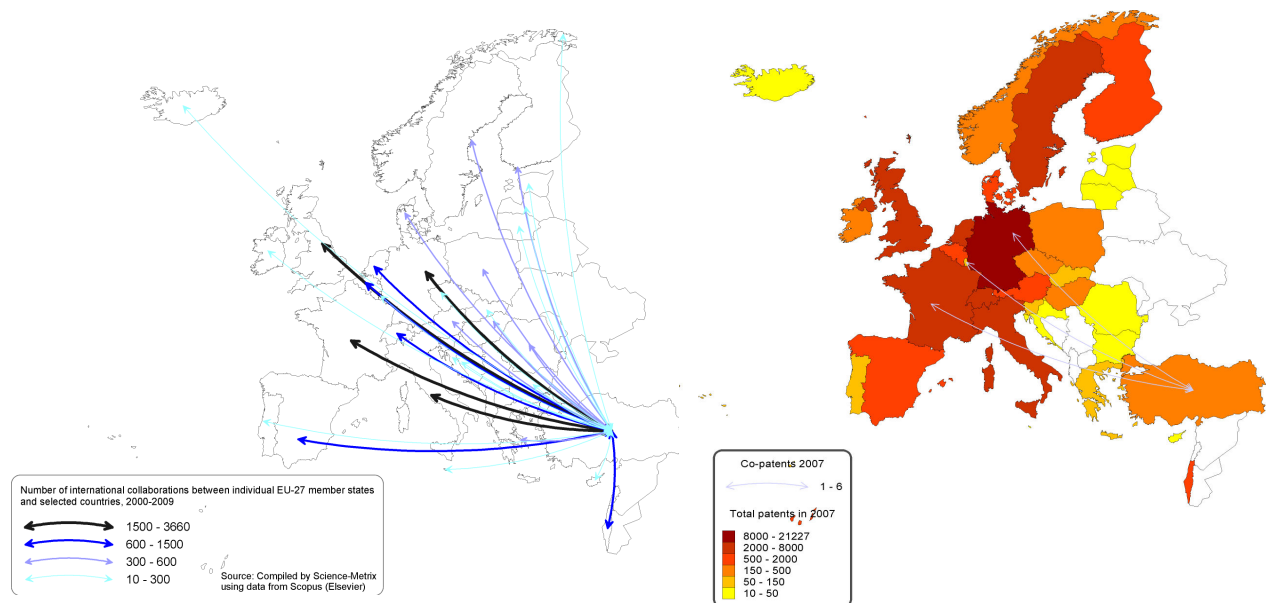 Number of international collaborations between individual EU-27 member states
and selected countries, 2000-2009
1500 - 3660
600 - 1500
300 - 600
10 - 300
Source: Compiled by Science-Metrix
using data from Scopus (Elsevier)
Co-patents 2007
1 - 6
Total patents in 2007
8000 - 21227
2000 - 8000
500 - 2000
150 - 500
50 - 150
10 - 50